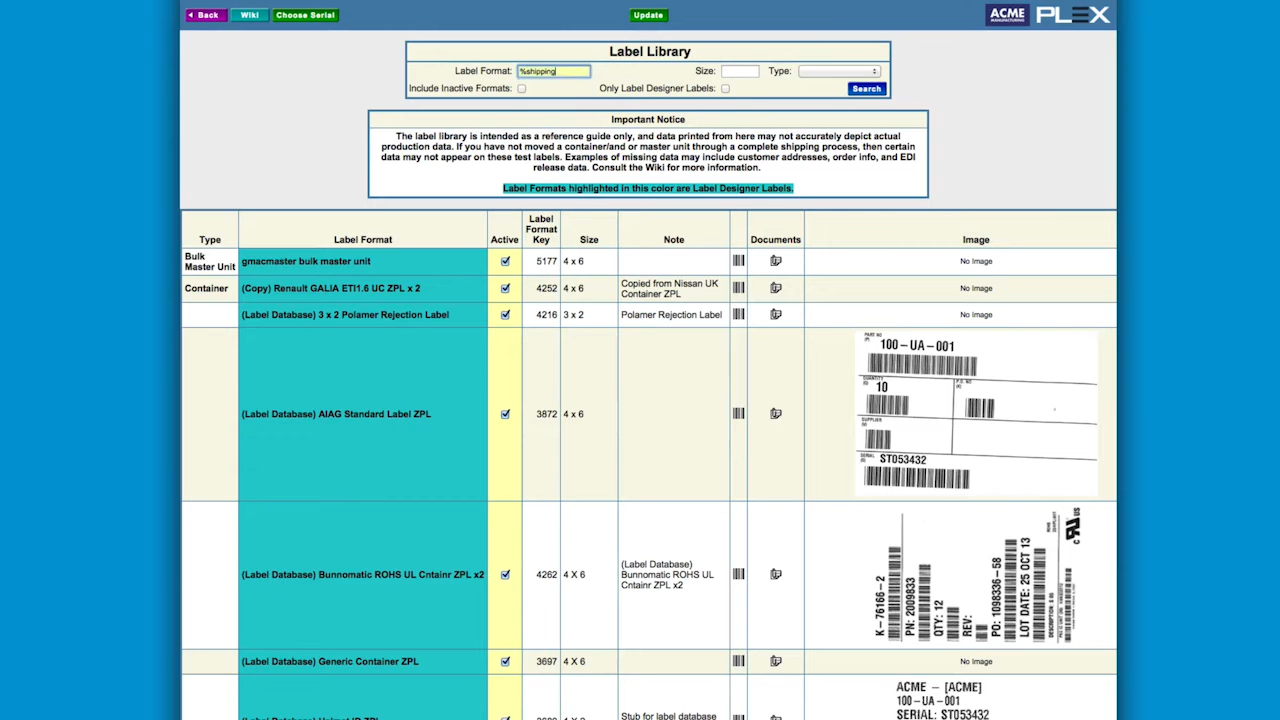 Back
Wiki
Choose Serial
Update
ACME
MANUFACTURING
PLEX
Label Library
Label Format: %shipping
Size:
Type:
Include Inactive Formats:
Only Label Designer Labels:
Search
Important Notice
The label library is intended as a reference guide only, and data printed from here may not accurately depict actual
production data. If you have not moved a container/and or master unit through a complete shipping process, then certain
data may not appear on these test labels. Examples of missing data may include customer addresses, order info, and EDI
release data. Consult the Wiki for more information.
Label Formats highlighted in this color are Label Designer Labels.
Type
Label Format
Active
Label
Format
Key
Size
Note
Documents
Image
Bulk
Master Unit
gmacmaster bulk master unit
5177
4 x 6
No Image
Container
(Copy) Renault GALIA ETI1.6 UC ZPL x 2
4252
4 x 6
Copied from Nissan UK
Container ZPL
No Image
(Label Database) 3 x 2 Polamer Rejection Label
4216
3 x 2
Polamer Rejection Label
No Image
(Label Database) AIAG Standard Label ZPL
3872
4 x 6
PART NO
(P)
100-UA-001
QUANTITY
(Q)
10
P.O. NO
(K)
SUPPLIER
(V)
SERIAL
(S)
ST053432
(Label Database) Bunnomatic ROHS UL Cntainr ZPL x2
4262
4 X 6
(Label Database)
Bunnomatic ROHS UL
Cntainr ZPL x2
K-76166-2
PN: 2009833
QTY: 12
REV:
PO: 1098336-58
LOT DATE: 25 OCT 13
(Label Database) Generic Container ZPL
3697
4 X 6
No Image
Stub for label database
ACME - [ACME]
100-UA-001
SERIAL: ST053432